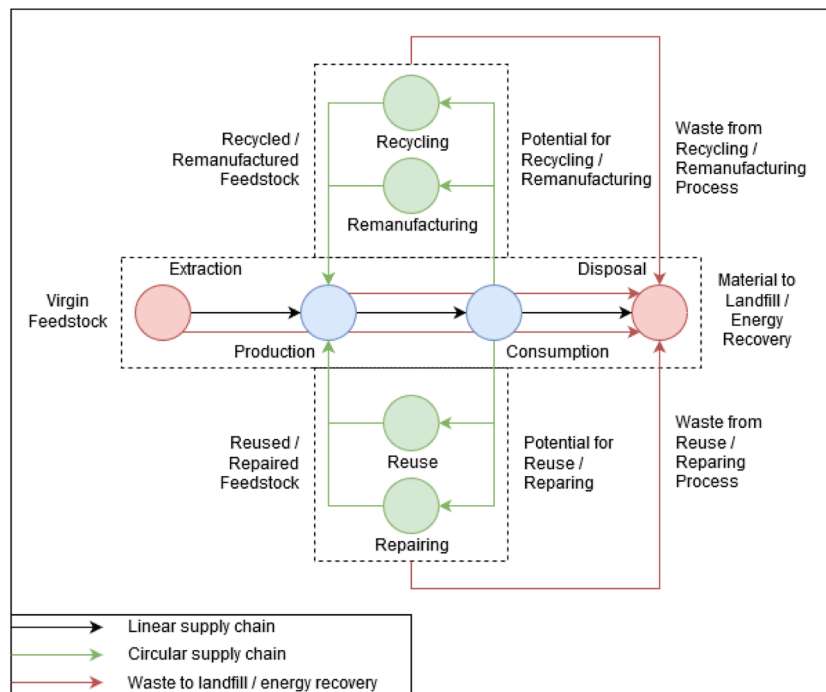 Recycling
Recycled /
Remanufactured
Feedstock
Potential for
Recycling /
Remanufacturing
Waste from
Recycling /
Remanufacturing
Process
Remanufacturing
Extraction
Disposal
Virgin
Feedstock
Material to
Landfill /
Energy
Recovery
Production
Consumption
Reused /
Repaired
Feedstock
Reuse
Potential for
Reuse /
Reparing
Waste from
Reuse /
Reparing
Process
Repairing
Linear supply chain
Circular supply chain
Waste to landfill / energy recovery